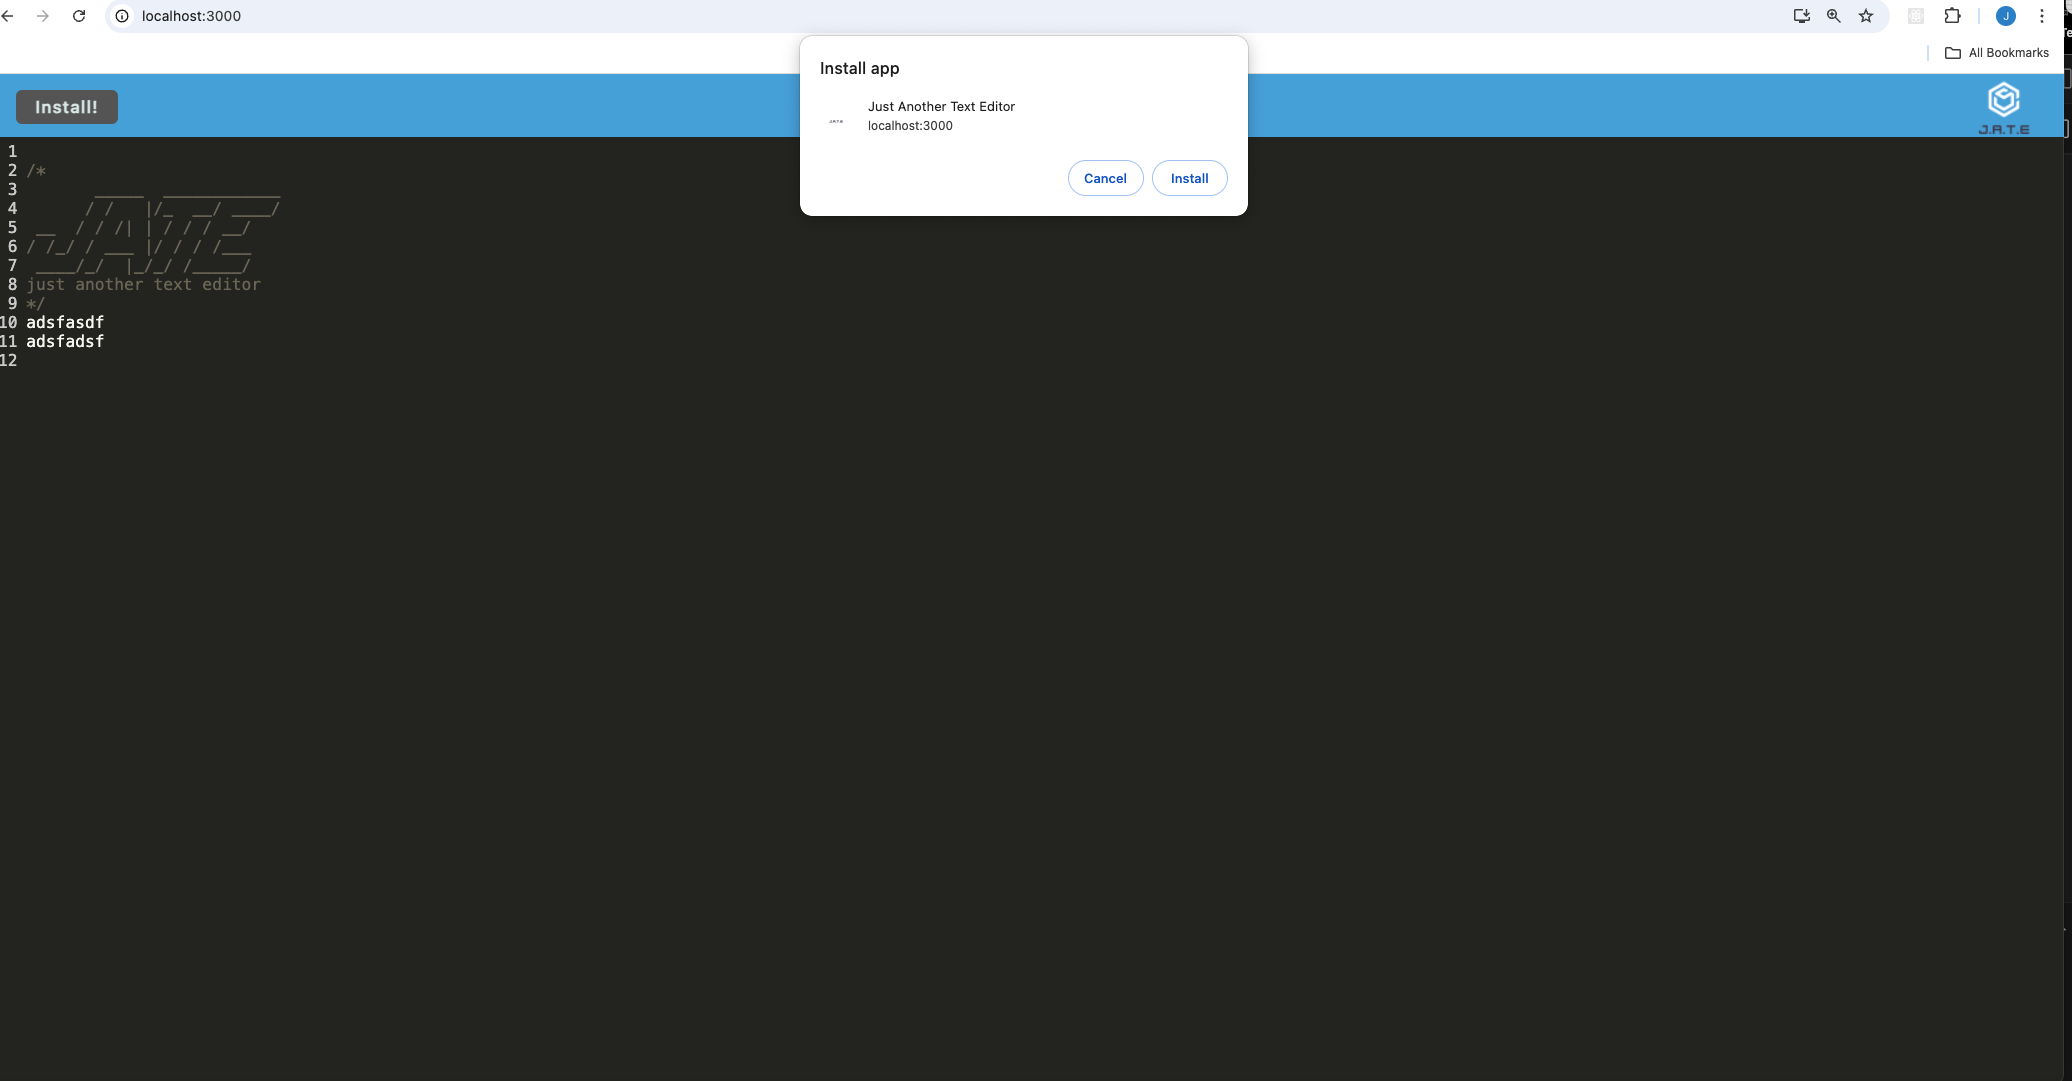 localhost:3000
J
All Bookmarks
Install app
Just Another Text Editor
J.A.T.E
localhost:3000
Cancel
Install
Install!
J.A.T.E
1
2 /*
3         _____  ____________
4       / /   |/_  __/ ____/
5  __  / / /| | / / / __/
6 / /_/ / ___ |/ / / /___
7  ____/_/  |_/_/ /_____/
8 just another text editor
9 */
10 adsfasdf
11 adsfadsf
12